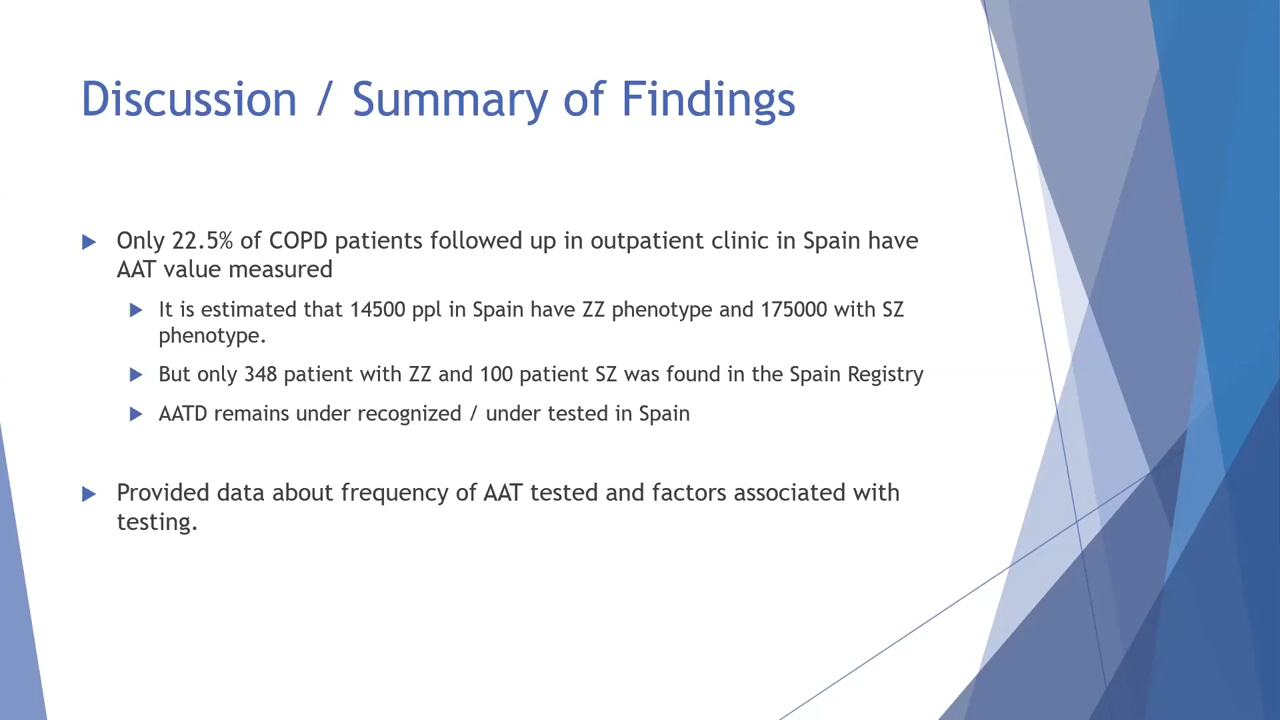 Discussion / Summary of Findings
Only 22.5% of COPD patients followed up in outpatient clinic in Spain have
AAT value measured
It is estimated that 14500 ppl in Spain have ZZ phenotype and 175000 with SZ
phenotype.
But only 348 patient with ZZ and 100 patient SZ was found in the Spain Registry
AATD remains under recognized / under tested in Spain
Provided data about frequency of AAT tested and factors associated with
testing.